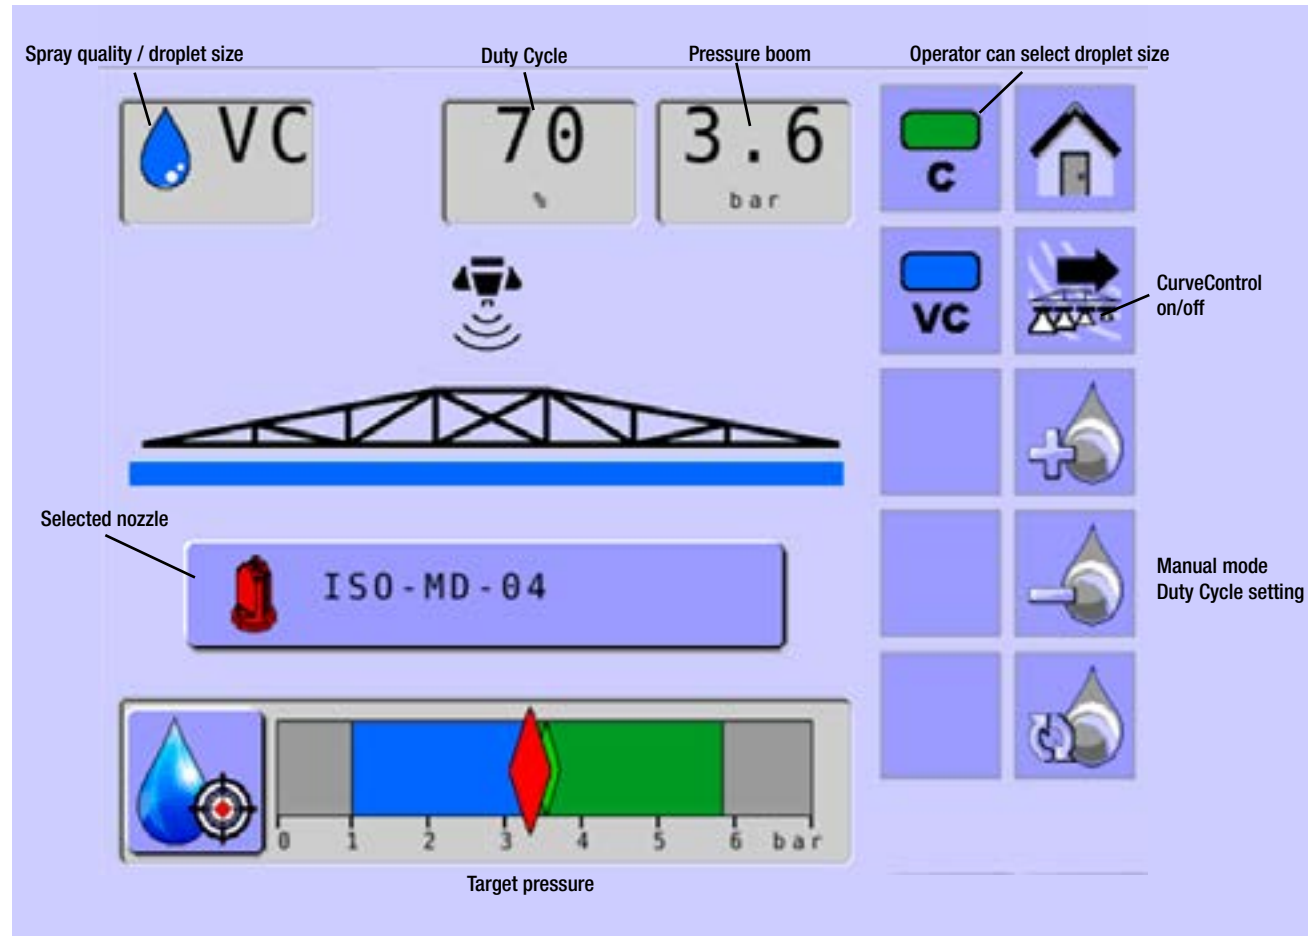 Spray quality / droplet size
Duty Cycle
Pressure boom
Operator can select droplet size
VC
70
%
3.6
bar
C
VC
CurveControl
on/off
Selected nozzle
ISO-MD-04
Manual mode
Duty Cycle setting
0 1 2 3 4 5 6 bar
Target pressure